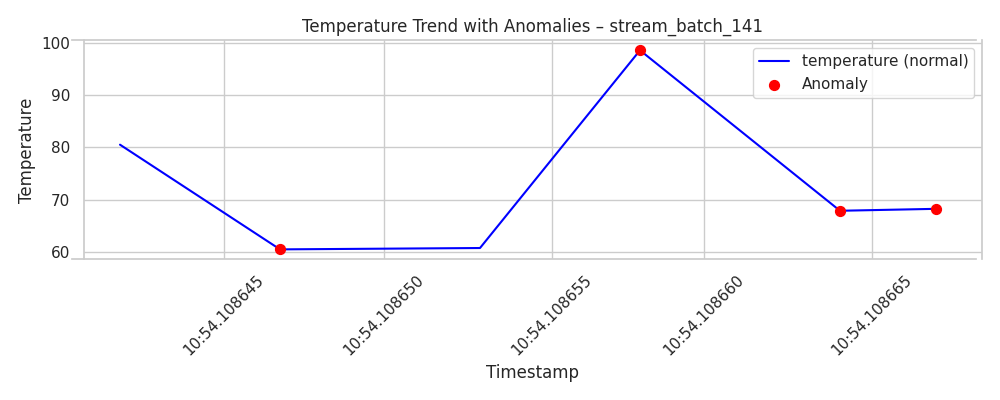 Temperature Trend with Anomalies – stream_batch_141
temperature (normal)
Anomaly
Temperature
100
90
80
70
60
10:54.108645
10:54.108650
10:54.108655
10:54.108660
10:54.108665
Timestamp